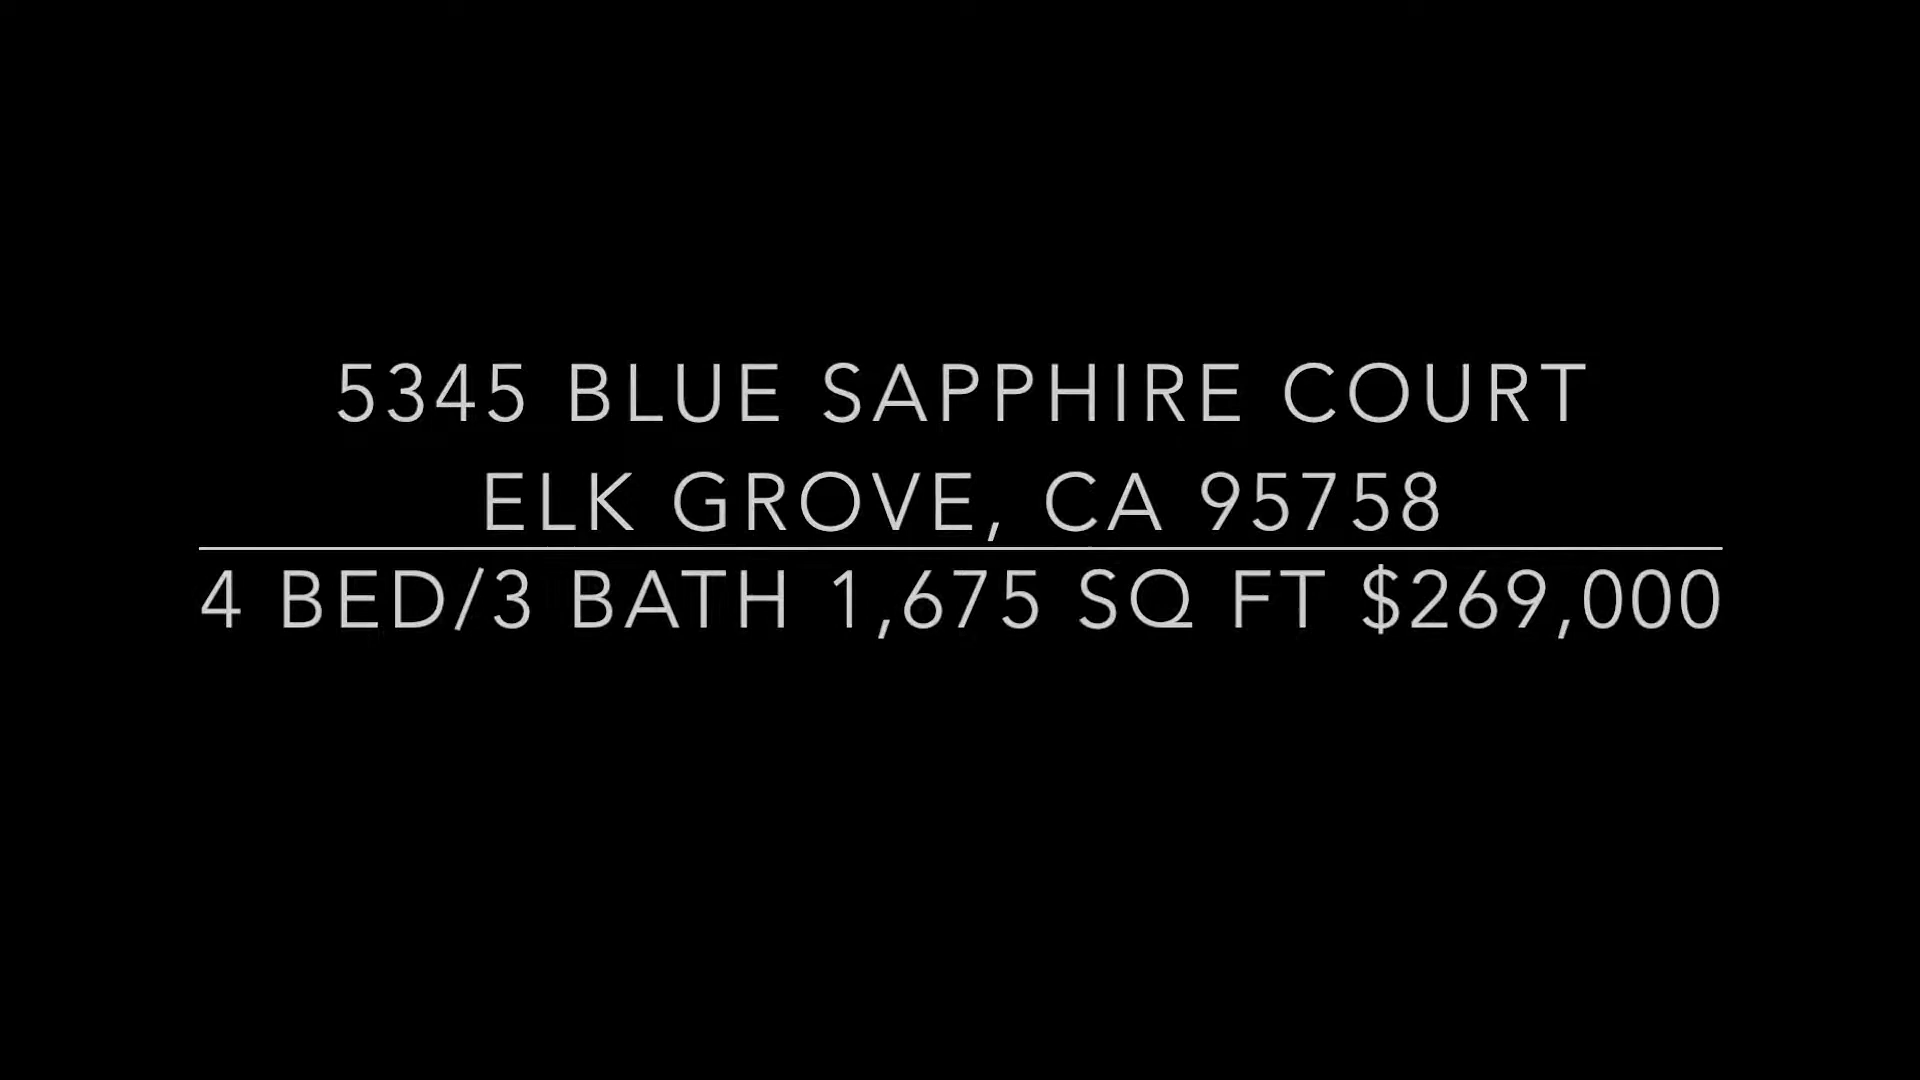 5345 BLUE SAPPHIRE COURT
ELK GROVE, CA 95758
4 BED/3 BATH 1,675 SQ FT $269,000